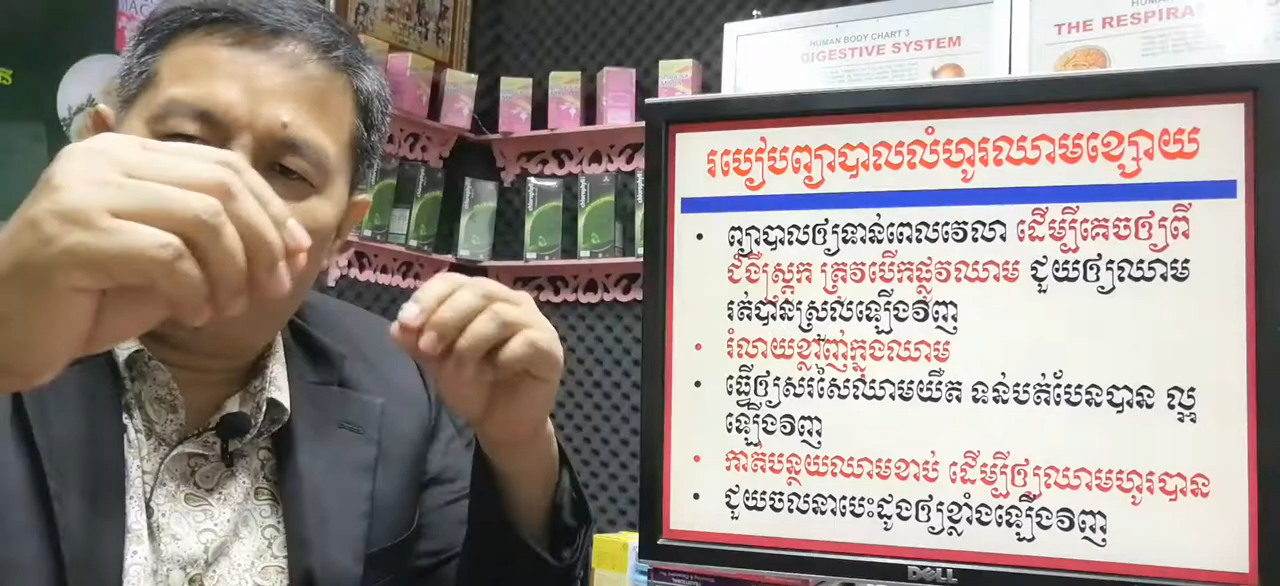 HUMAN BODY CHART 3
DIGESTIVE SYSTEM
THE RESPIRA
របៀបព្យាបាលលំហូរឈាមខ្សោយ
• ព្យាបាលឲ្យទាន់ពេលវេលា ដើម្បីគេចឲ្យពី
ជំងឺស្ត្រូក ត្រូវបើកផ្លូវឈាម ជួយឲ្យឈាម
រត់បានស្រួលឡើងវិញ
• រំលាយខ្លាញ់ក្នុងឈាម
• ធ្វើឲ្យសរសៃឈាមយឺត ទន់បត់បែនបាន ល្អ
ឡើងវិញ
• កាត់បន្ថយឈាមខាប់ ដើម្បីឲ្យឈាមហូរបាន
• ជួយចលនាបេះដូងឲ្យខ្លាំងឡើងវិញ
DELL